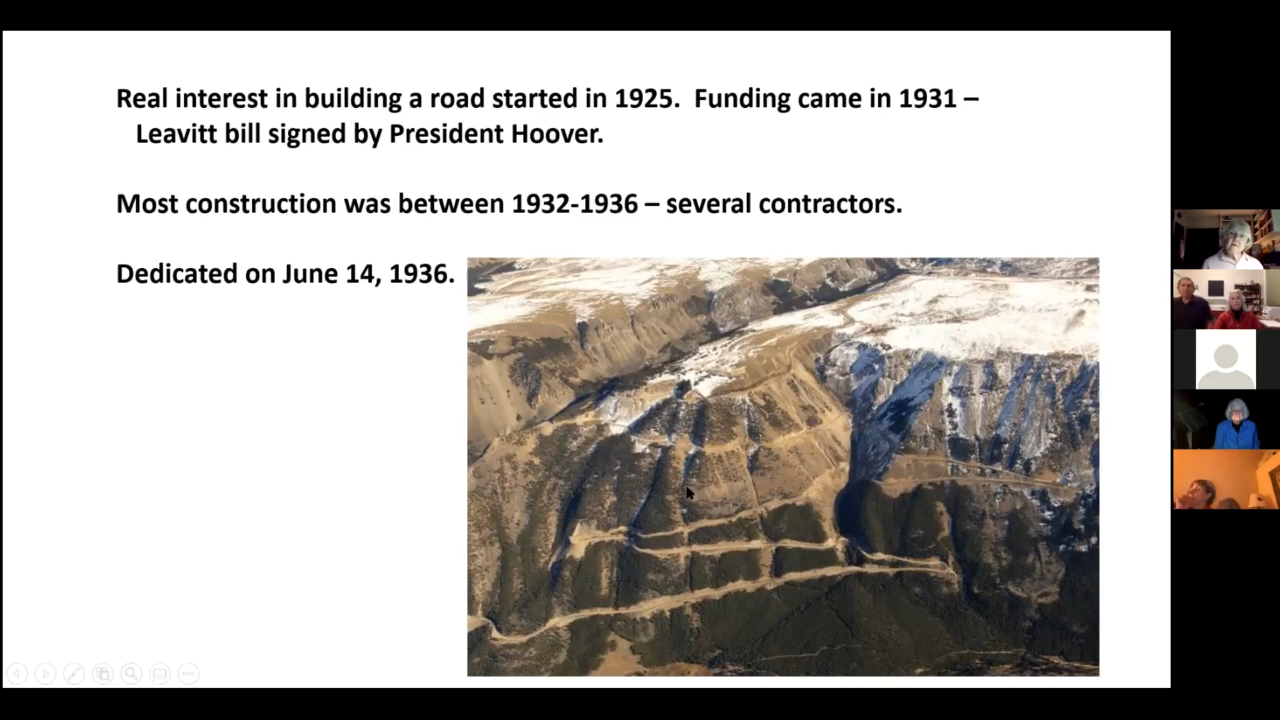 Real interest in building a road started in 1925.  Funding came in 1931 –
Leavitt bill signed by President Hoover.
Most construction was between 1932-1936 – several contractors.
Dedicated on June 14, 1936.